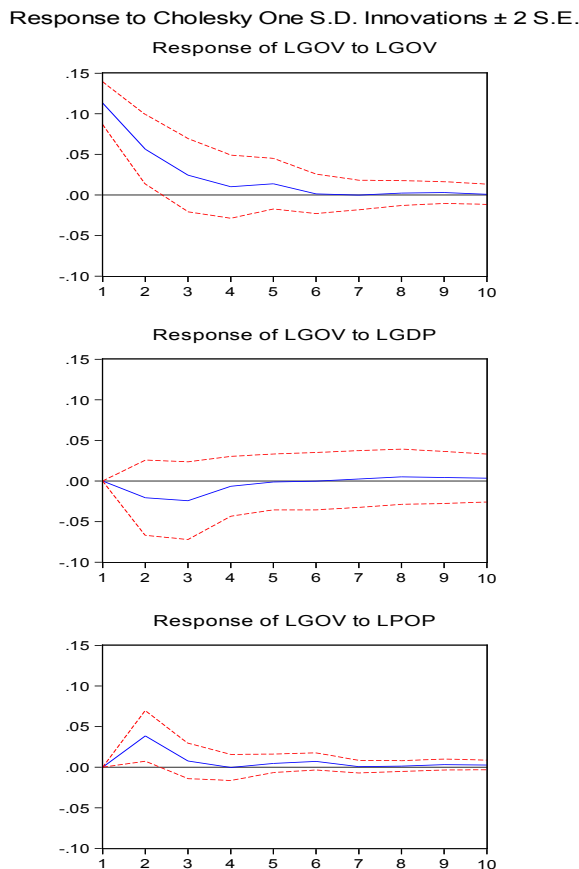 Response to Cholesky One S.D. Innovations ± 2 S.E.
Response of LGOV to LGOV
.15
.10
.05
.00
-.05
-.10
1 2 3 4 5 6 7 8 9 10
Response of LGOV to LGDP
.15
.10
.05
.00
-.05
-.10
1 2 3 4 5 6 7 8 9 10
Response of LGOV to LPOP
.15
.10
.05
.00
-.05
-.10
1 2 3 4 5 6 7 8 9 10